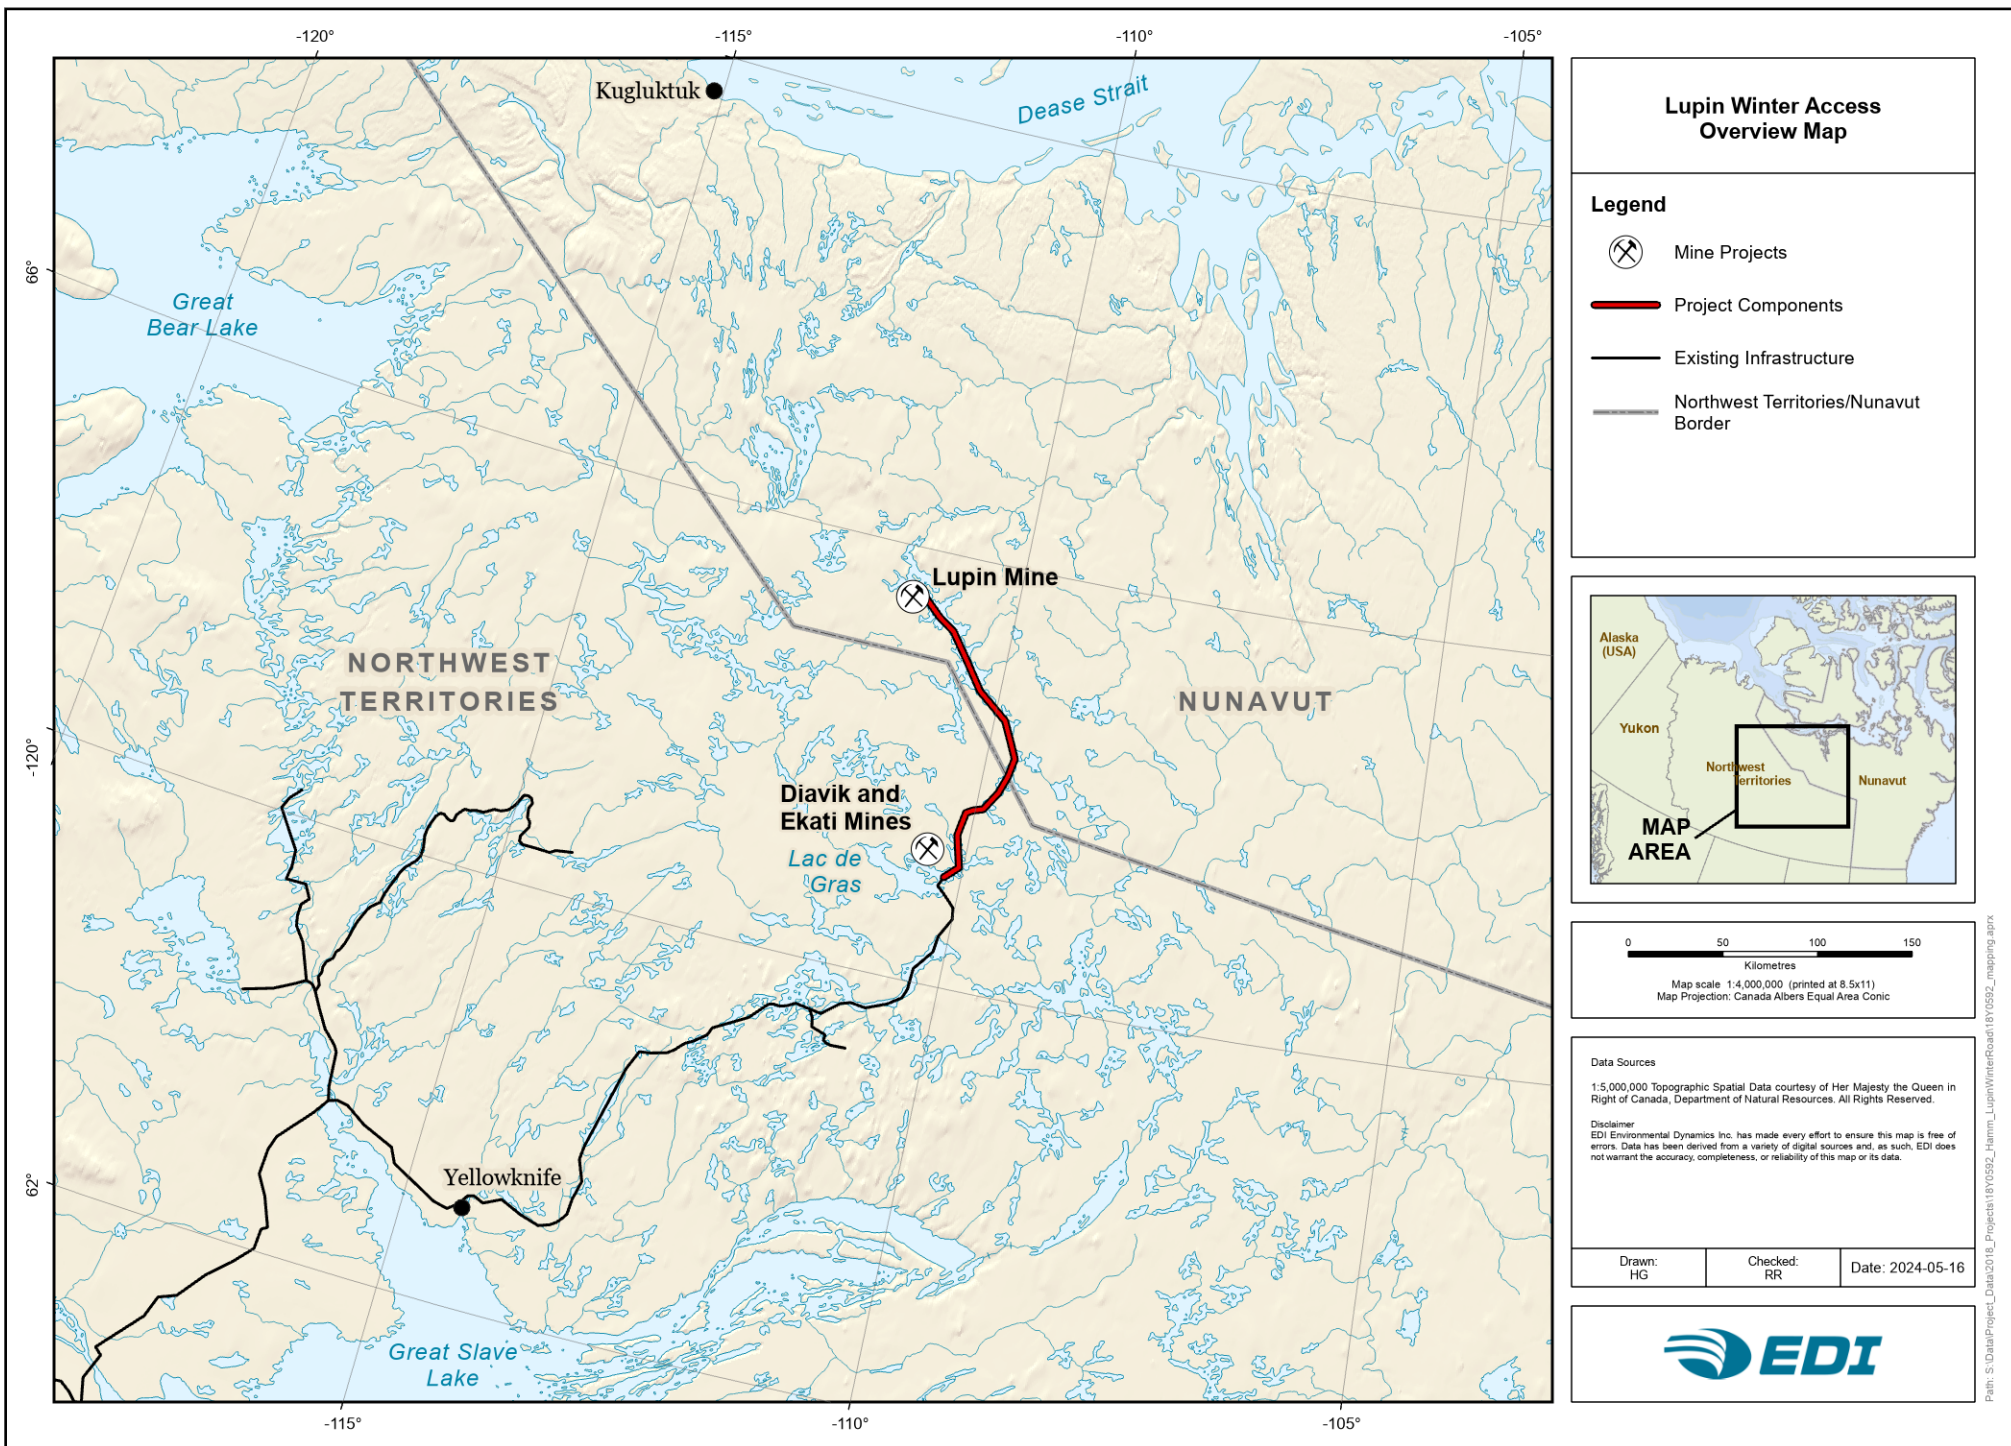 -120°
-115°
-110°
-105°
Kugluktuk
Dease Strait
66°
Great
Bear Lake
Lupin Mine
NORTHWEST
TERRITORIES
NUNAVUT
-120°
Diavik and
Ekati Mines
Lac de
Gras
Yellowknife
62°
Great Slave
Lake
-115°
-110°
-105°
Lupin Winter Access
Overview Map
Legend
Mine Projects
Project Components
Existing Infrastructure
Northwest Territories/Nunavut
Border
Alaska
(USA)
Yukon
Northwest
Territories
Nunavut
MAP
AREA
0 50 100 150
Kilometres
Map scale 1:4,000,000 (printed at 8.5x11)
Map Projection: Canada Albers Equal Area Conic
Data Sources
1:5,000,000 Topographic Spatial Data courtesy of Her Majesty the Queen in
Right of Canada, Department of Natural Resources. All Rights Reserved.
Disclaimer
EDI Environmental Dynamics Inc. has made every effort to ensure this map is free of
errors. Data has been derived from a variety of digital sources and, as such, EDI does
not warrant the accuracy, completeness, or reliability of this map or its data.
Drawn:
HG
Checked:
RR
Date: 2024-05-16
EDI
Path: S:\Data\Project_Data\2018_Projects\18Y0592_Hamm_LupinWinterRoad\18Y0592_mapping.aprx